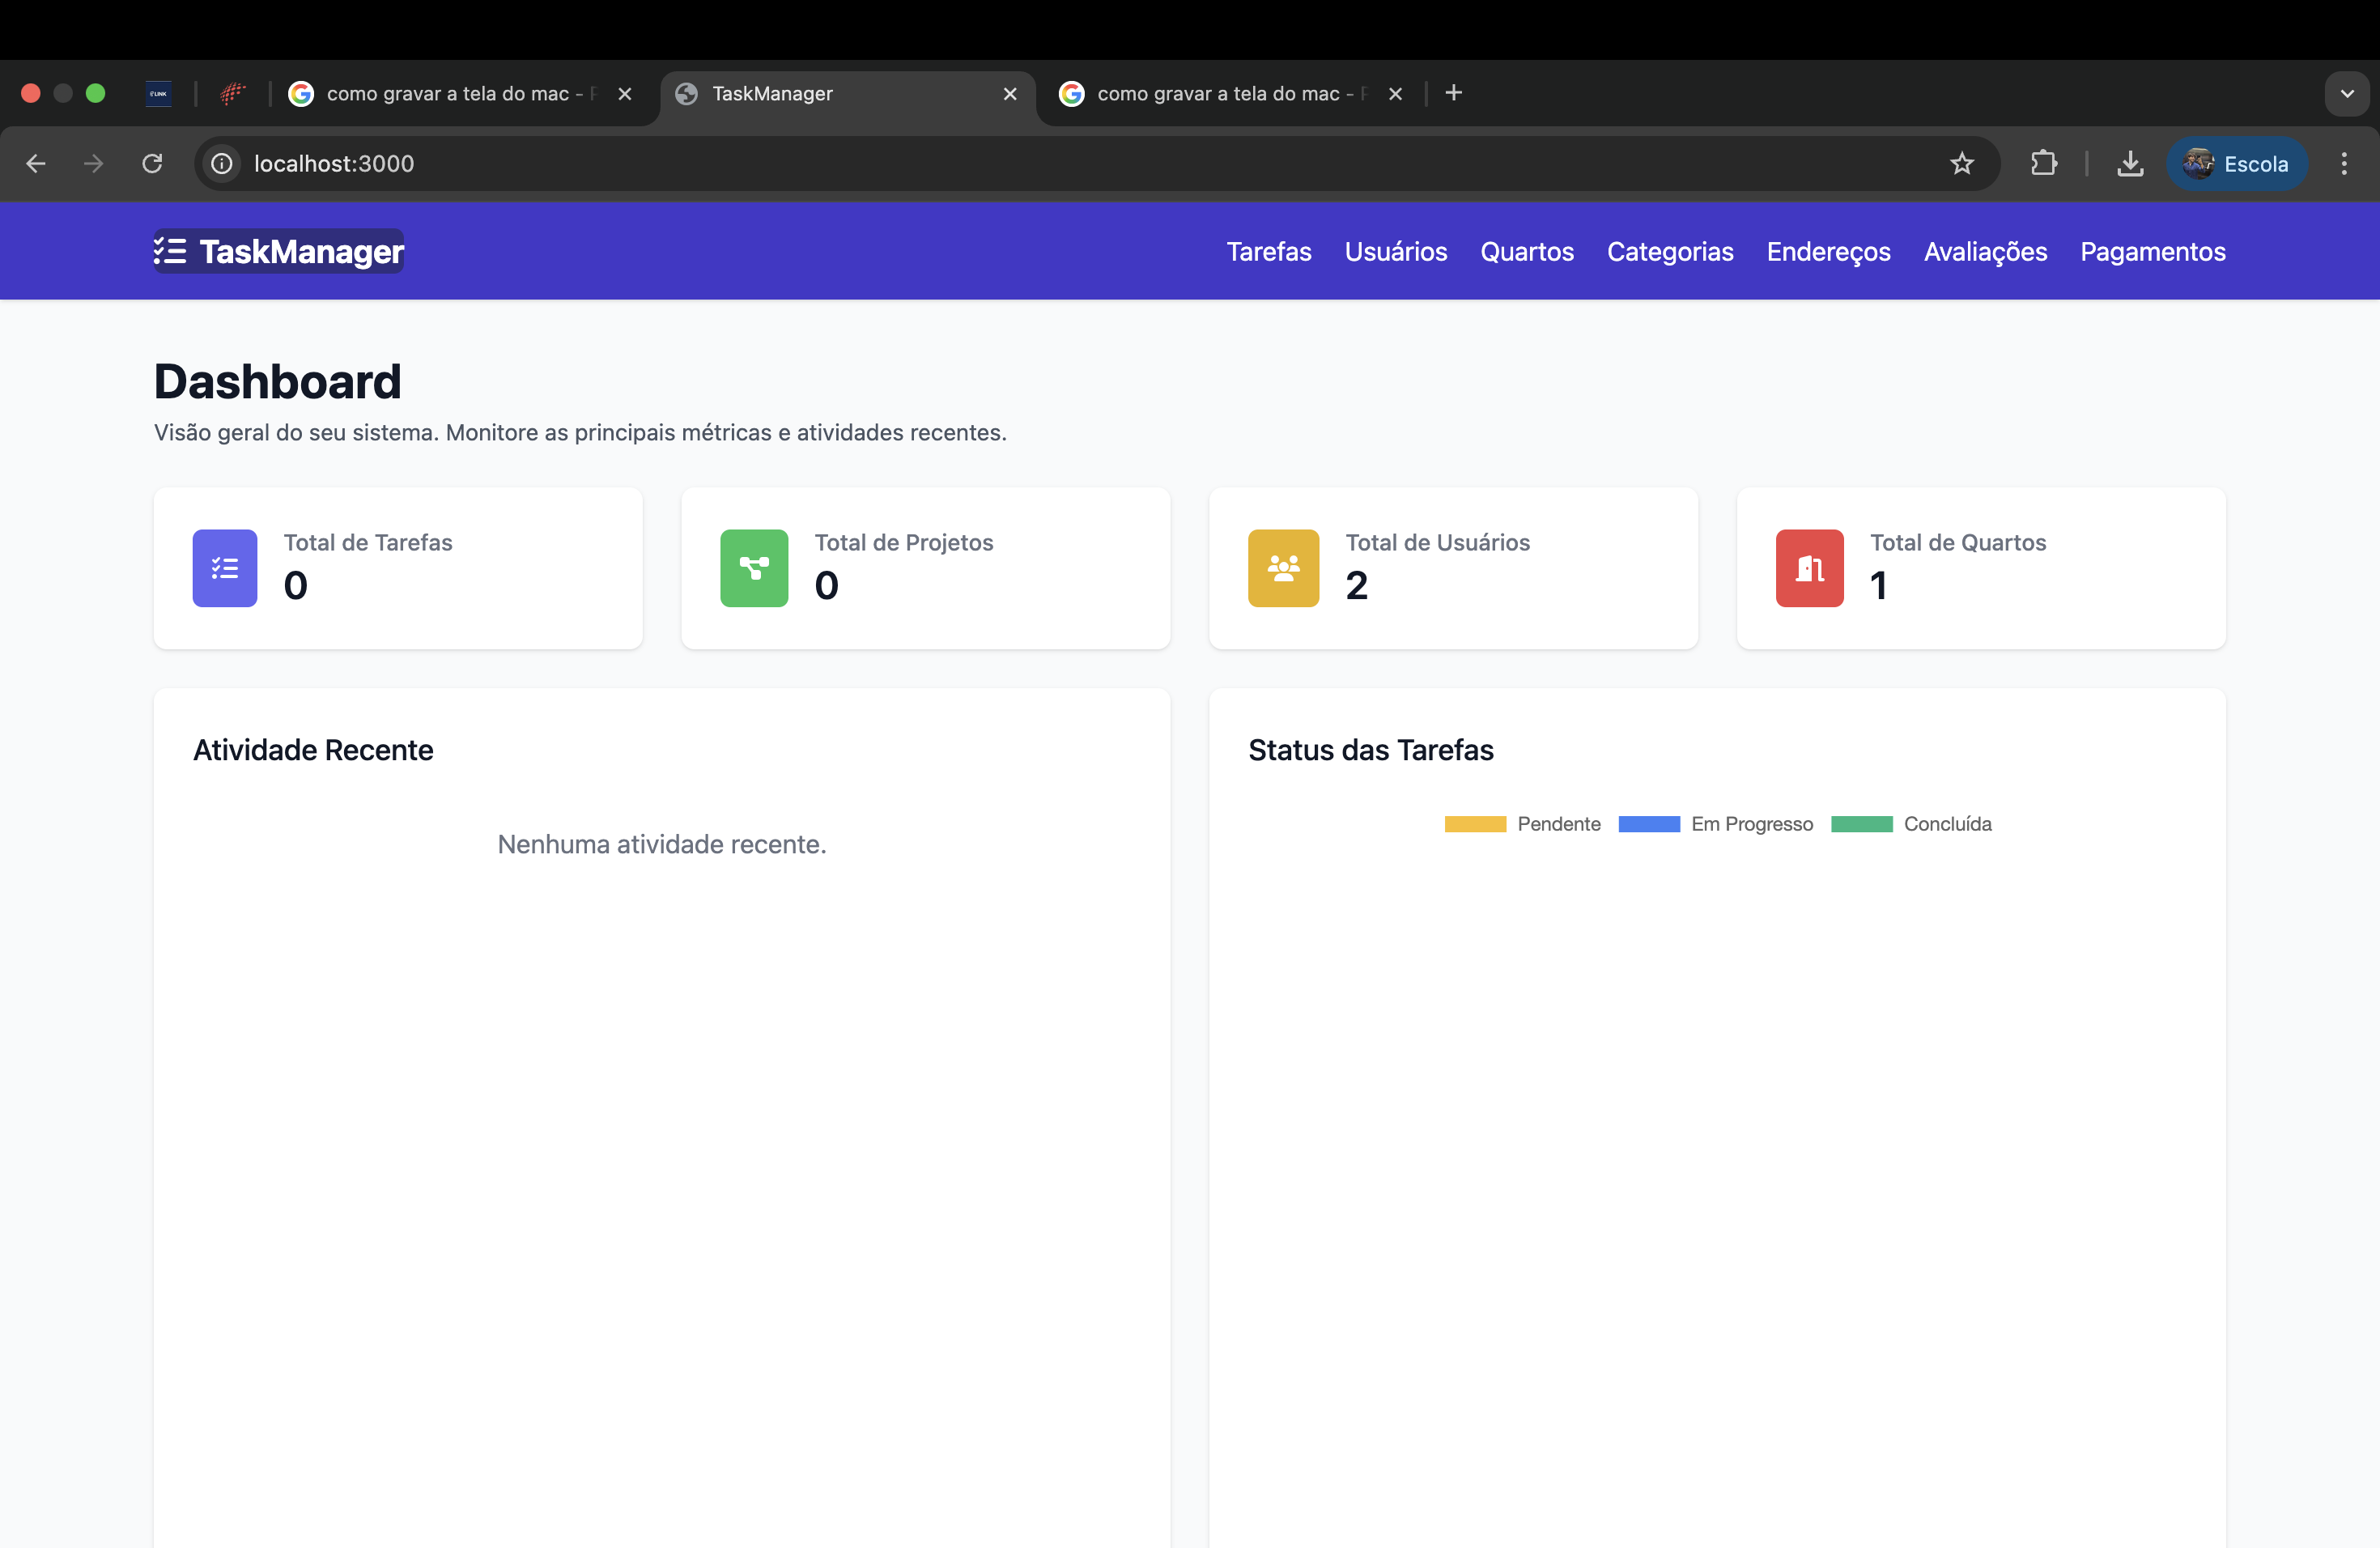 LINK
como gravar a tela do mac -
TaskManager
como gravar a tela do mac -
localhost:3000
Escola
TaskManager
Tarefas Usuários Quartos Categorias Endereços Avaliações Pagamentos
Dashboard
Visão geral do seu sistema. Monitore as principais métricas e atividades recentes.
Total de Tarefas
0
Total de Projetos
0
Total de Usuários
2
Total de Quartos
1
Atividade Recente
Nenhuma atividade recente.
Status das Tarefas
Pendente Em Progresso Concluída